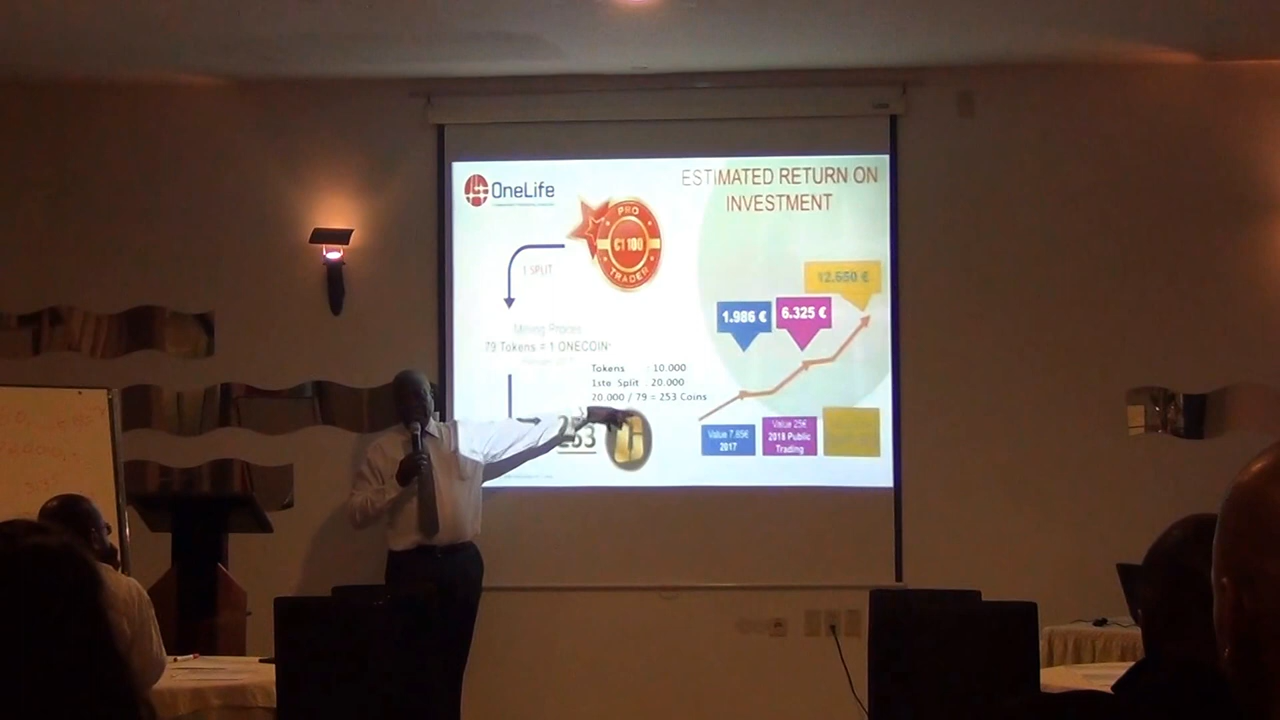 OneLife
ESTIMATED RETURN ON
INVESTMENT
PRO
€1100
TRADER
1 SPLIT
12.650 €
1.986 €
6.325 €
Mining Process
79 Tokens = 1 ONECOIN
Tokens : 10.000
1ste Split . 20.000
20.000 / 79 = 253 Coins
253
Value 7.85€
2017
Value 25€
2018 Public
Trading